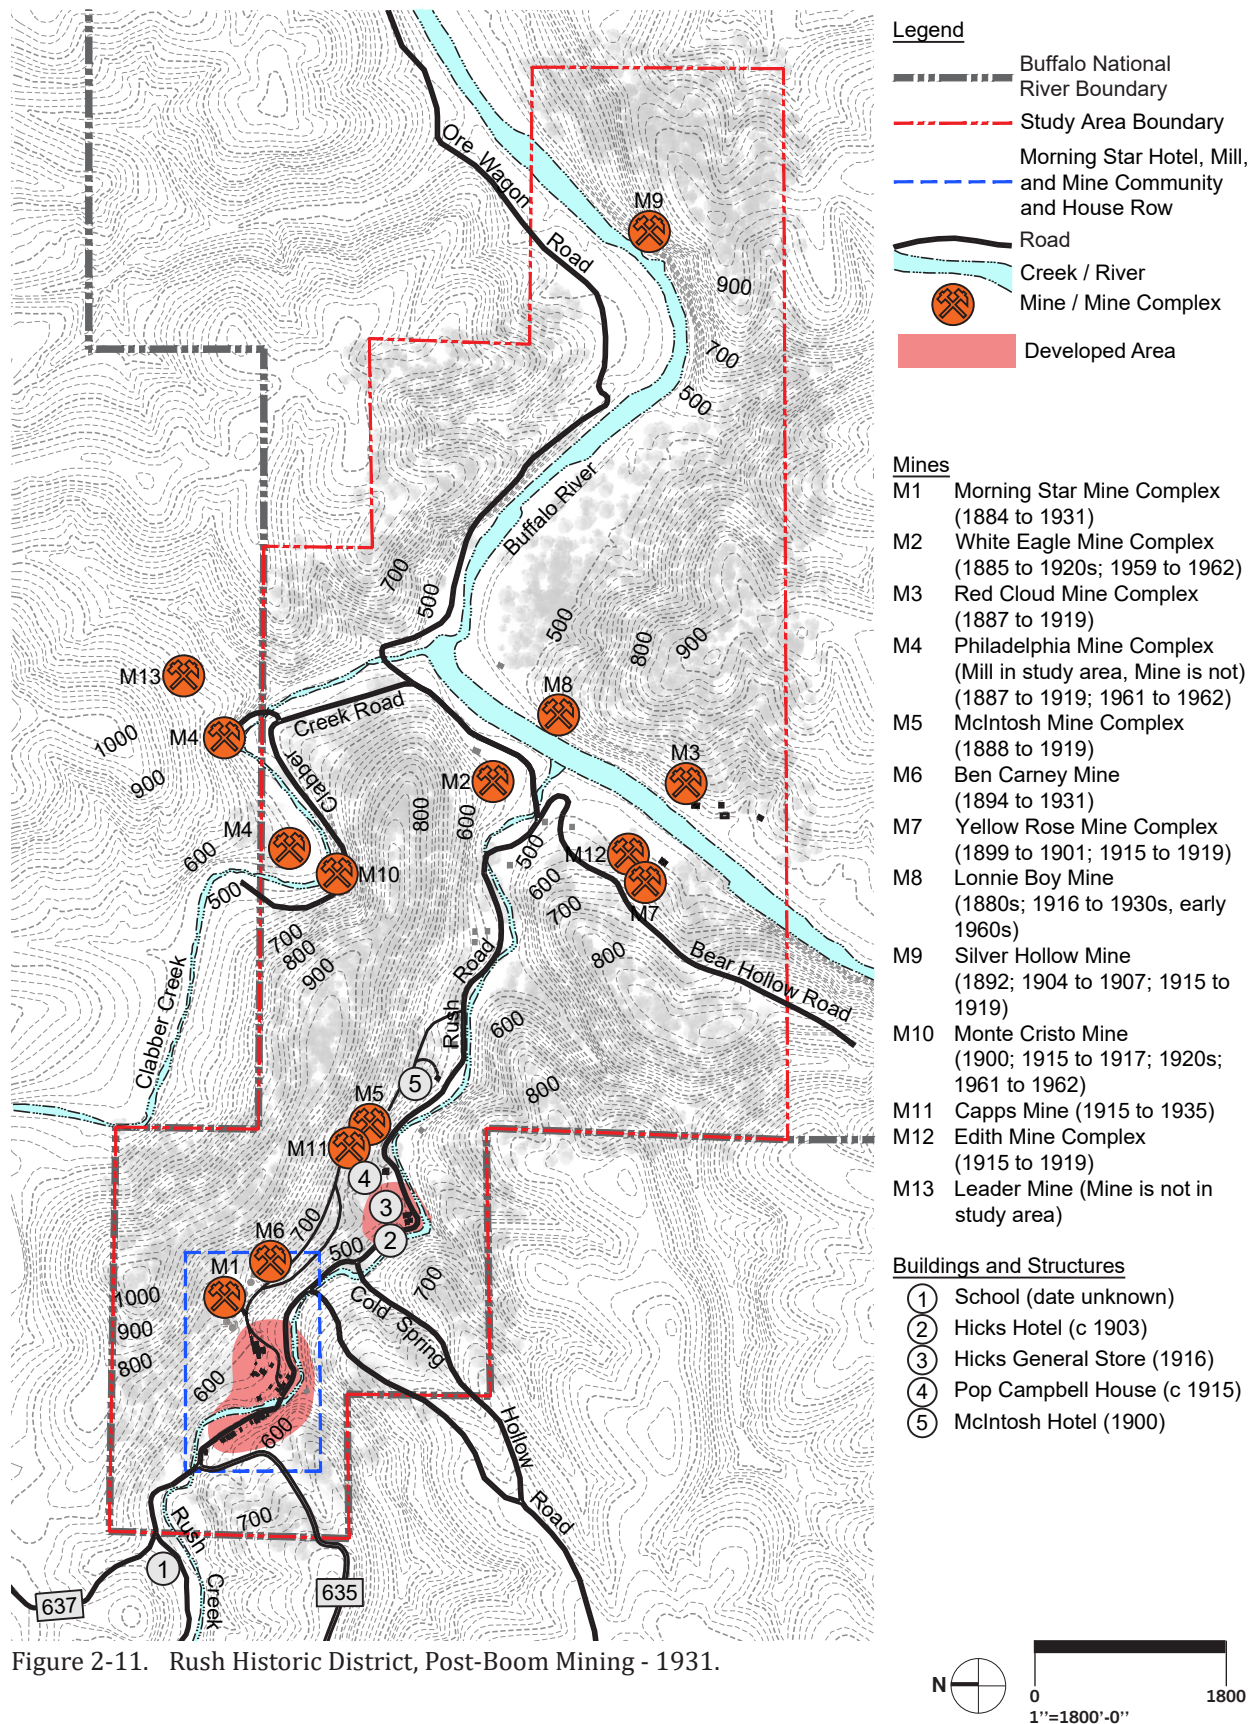 Legend
Buffalo National
River Boundary
Study Area Boundary
Morning Star Hotel, Mill,
and Mine Community
and House Row
Road
Creek / River
Mine / Mine Complex
Developed Area
Mines
M1 Morning Star Mine Complex
(1884 to 1931)
M2 White Eagle Mine Complex
(1885 to 1920s; 1959 to 1962)
M3 Red Cloud Mine Complex
(1887 to 1919)
M4 Philadelphia Mine Complex
(Mill in study area, Mine is not)
(1887 to 1919; 1961 to 1962)
M5 McIntosh Mine Complex
(1888 to 1919)
M6 Ben Carney Mine
(1894 to 1931)
M7 Yellow Rose Mine Complex
(1899 to 1901; 1915 to 1919)
M8 Lonnie Boy Mine
(1880s; 1916 to 1930s, early
1960s)
M9 Silver Hollow Mine
(1892; 1904 to 1907; 1915 to
1919)
M10 Monte Cristo Mine
(1900; 1915 to 1917; 1920s;
1961 to 1962)
M11 Capps Mine (1915 to 1935)
M12 Edith Mine Complex
(1915 to 1919)
M13 Leader Mine (Mine is not in
study area)
Buildings and Structures
1 School (date unknown)
2 Hicks Hotel (c 1903)
3 Hicks General Store (1916)
4 Pop Campbell House (c 1915)
5 McIntosh Hotel (1900)
Ore Wagon Road
M9
900
700
500
Buffalo River
700
500
500
800
900
M13
M8
Creek Road
1000
M4
M3
900
Clabber
M2
800
600
M4
500
M12
600
M10
600
500
M7
700
700
800
900
800
Rush Road
Bear Hollow Road
Clabber Creek
600
5
800
M5
M11
4
3
700
M6
500
2
M1
700
1000
Cold Spring Hollow Road
900
800
600
600
700
Rush Creek
1
637
635
Figure 2-11. Rush Historic District, Post-Boom Mining - 1931.
N
0 1800
1''=1800'-0''